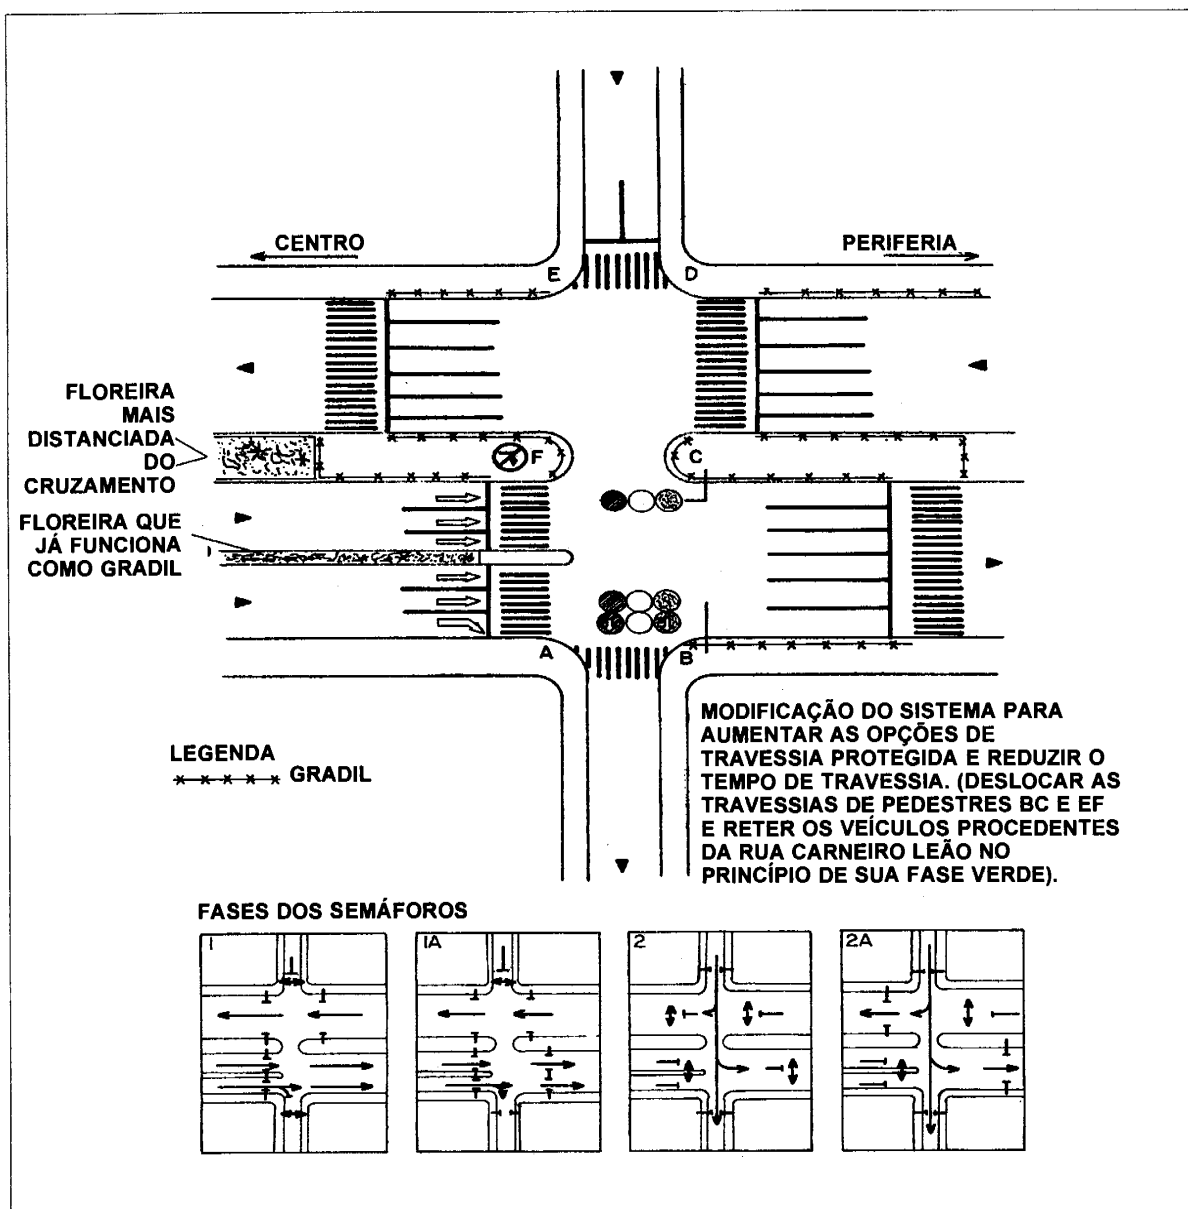 CENTRO
PERIFERIA
E
D
FLOREIRA
MAIS
DISTANCIADA
DO
CRUZAMENTO
F
C
FLOREIRA QUE
JÁ FUNCIONA
COMO GRADIL
A
B
MODIFICAÇÃO DO SISTEMA PARA
AUMENTAR AS OPÇÕES DE
TRAVESSIA PROTEGIDA E REDUZIR O
TEMPO DE TRAVESSIA. (DESLOCAR AS
TRAVESSIAS DE PEDESTRES BC E EF
E RETER OS VEÍCULOS PROCEDENTES
DA RUA CARNEIRO LEÃO NO
PRINCÍPIO DE SUA FASE VERDE).
LEGENDA
GRADIL
FASES DOS SEMÁFOROS
1
1A
2
2A